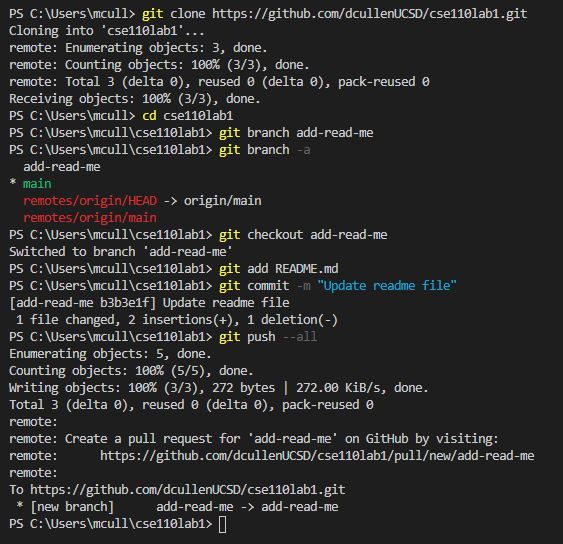 PS C:\Users\mcull> git clone https://github.com/dcullenUCSD/cse110lab1.git
Cloning into 'cse110lab1'...
remote: Enumerating objects: 3, done.
remote: Counting objects: 100% (3/3), done.
remote: Total 3 (delta 0), reused 0 (delta 0), pack-reused 0
Receiving objects: 100% (3/3), done.
PS C:\Users\mcull> cd cse110lab1
PS C:\Users\mcull\cse110lab1> git branch add-read-me
PS C:\Users\mcull\cse110lab1> git branch -a
  add-read-me
* main
  remotes/origin/HEAD -> origin/main
  remotes/origin/main
PS C:\Users\mcull\cse110lab1> git checkout add-read-me
Switched to branch 'add-read-me'
PS C:\Users\mcull\cse110lab1> git add README.md
PS C:\Users\mcull\cse110lab1> git commit -m "Update readme file"
[add-read-me b3b3e1f] Update readme file
 1 file changed, 2 insertions(+), 1 deletion(-)
PS C:\Users\mcull\cse110lab1> git push --all
Enumerating objects: 5, done.
Counting objects: 100% (5/5), done.
Writing objects: 100% (3/3), 272 bytes | 272.00 KiB/s, done.
Total 3 (delta 0), reused 0 (delta 0), pack-reused 0
remote:
remote: Create a pull request for 'add-read-me' on GitHub by visiting:
remote:      https://github.com/dcullenUCSD/cse110lab1/pull/new/add-read-me
remote:
To https://github.com/dcullenUCSD/cse110lab1.git
 * [new branch]      add-read-me -> add-read-me
PS C:\Users\mcull\cse110lab1>